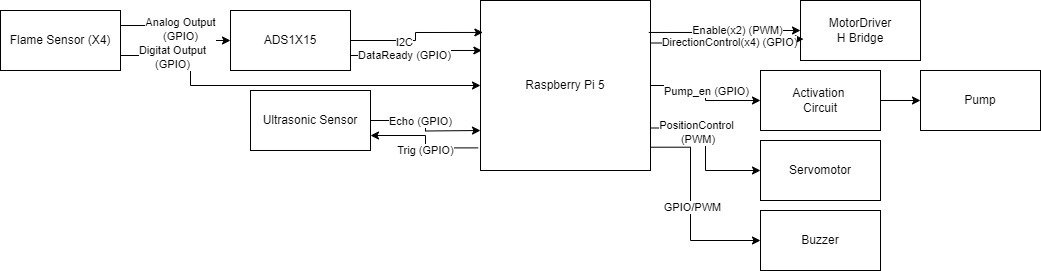 Flame Sensor (X4)
Analog Output
(GPIO)
Digitat Output
(GPIO)
ADS1X15
I2C
DataReady (GPIO)
Ultrasonic Sensor
Echo (GPIO)
Trig (GPIO)
Raspberry Pi 5
Enable(x2) (PWM)
DirectionControl(x4) (GPIO)
MotorDriver
H Bridge
Pump_en (GPIO)
Activation
Circuit
Pump
PositionControl
(PWM)
Servomotor
GPIO/PWM
Buzzer